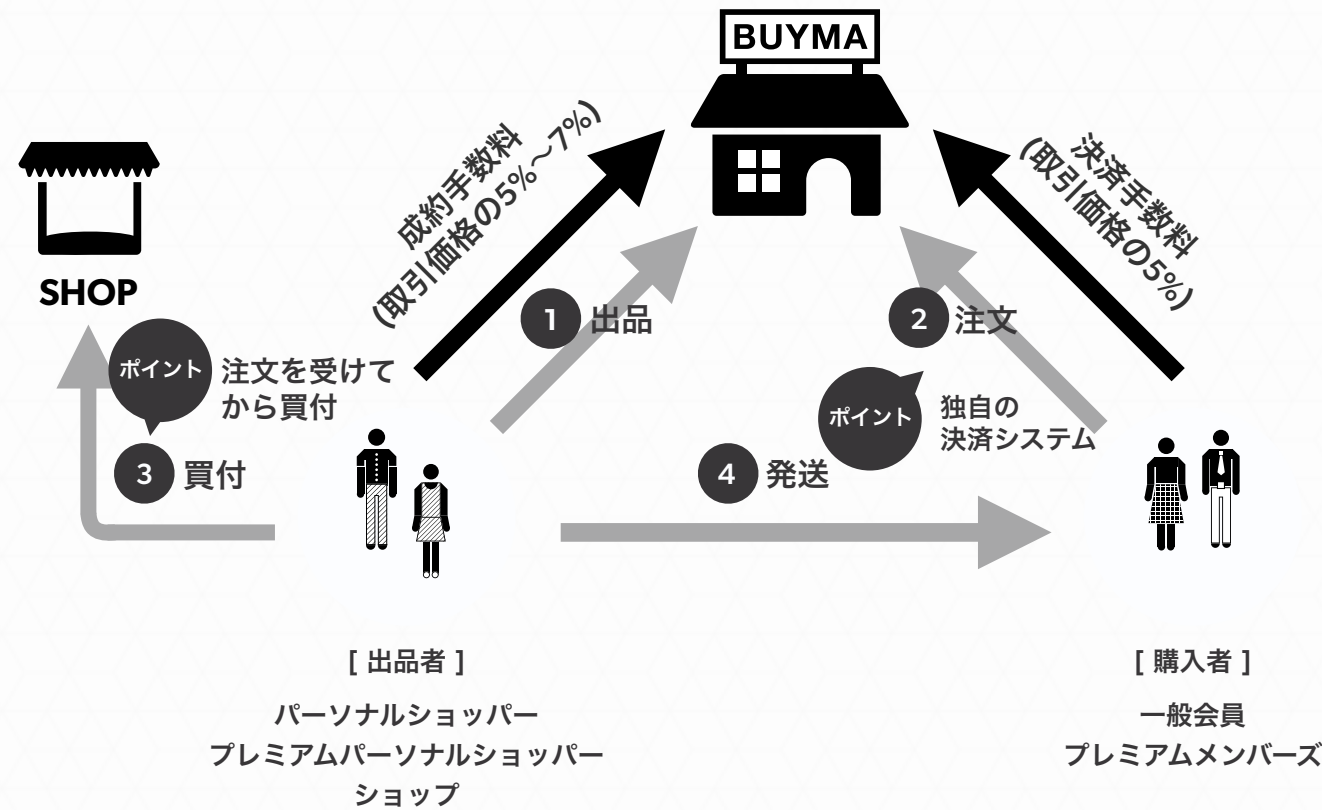 BUYMA
成約手数料
(取引価格の5%〜7%)
決済手数料
(取引価格の5%)
SHOP
1 出品
2 注文
ポイント
注文を受けて
から買付
ポイント
独自の
決済システム
3 買付
4 発送
[ 出品者 ]
パーソナルショッパー
プレミアムパーソナルショッパー
ショップ
[ 購入者 ]
一般会員
プレミアムメンバーズ